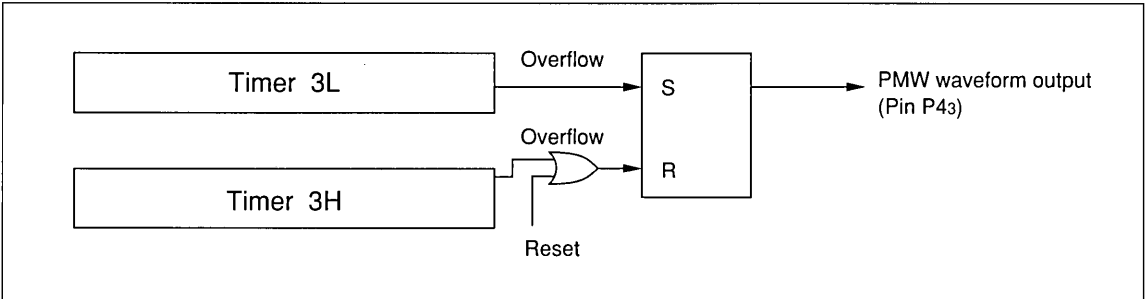 Timer 3L
Overflow
S
PMW waveform output
(Pin P43)
Overflow
R
Timer 3H
Reset